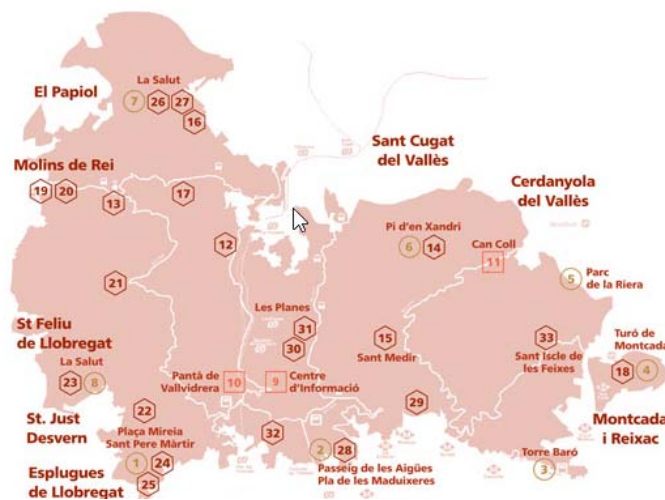 La Salut
El Papiol
7 26 27
16
Sant Cugat
del Vallès
Molins de Rei
Cerdanyola
del Vallès
19 20
13
17
12
Pi d'en Xandri
6 14
Can Coll
11
5
Parc
de la Riera
21
Les Planes
31
30
St Feliu
de Llobregat
La Salut
23 8
15
Sant Medir
33
Sant Iscle de
les Feixes
Turó de
Montcada
18 4
Pantà de
Vallvidrera
10
9
Centre
d'Informació
St. Just
Desvern
22
29
Montcada
i Reixac
Plaça Mireia
Sant Pere Màrtir
1 24
25
32
2 28
Passeig de les Aigües
Pla de les Maduixeres
Torre Baró
3
Esplugues
de Llobregat